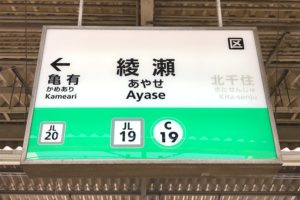 区
← 亀有
かめあり
Kameari
綾瀬
あやせ
Ayase
北千住
きたせんじゅ
Kita-senju
JL 20
JL 19
C 19